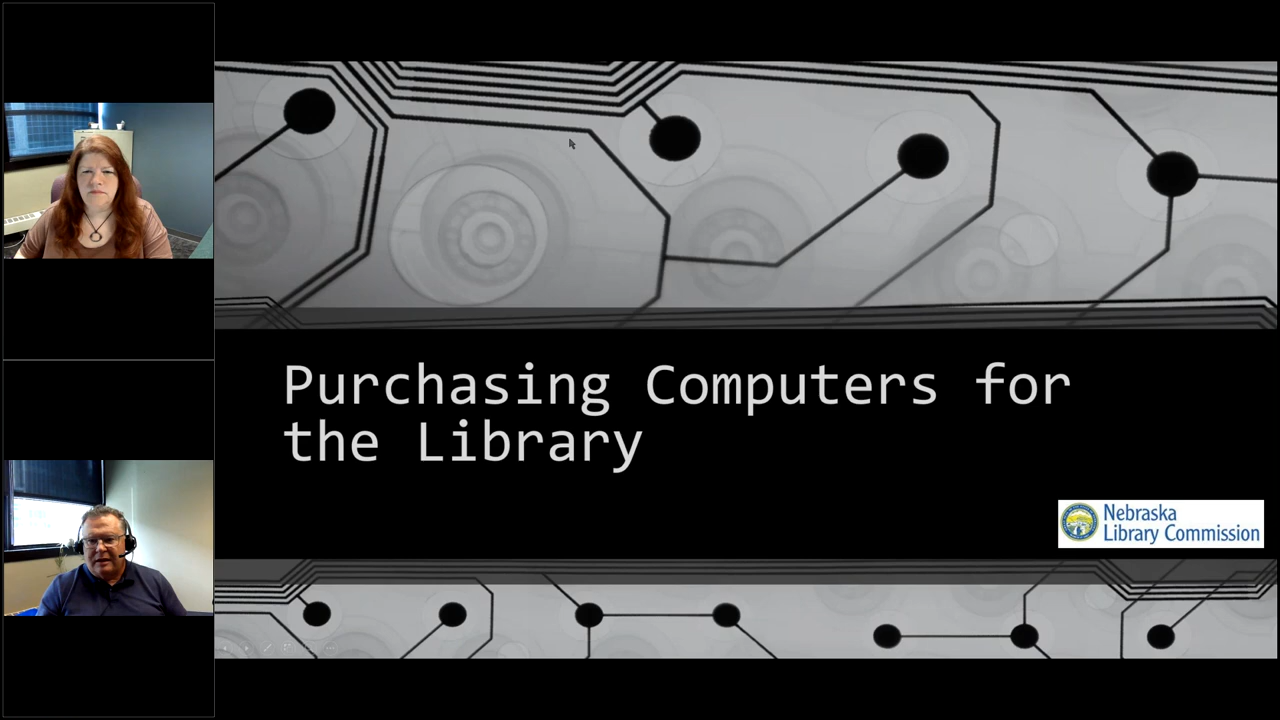 Purchasing Computers for
the Library
Nebraska
Library Commission